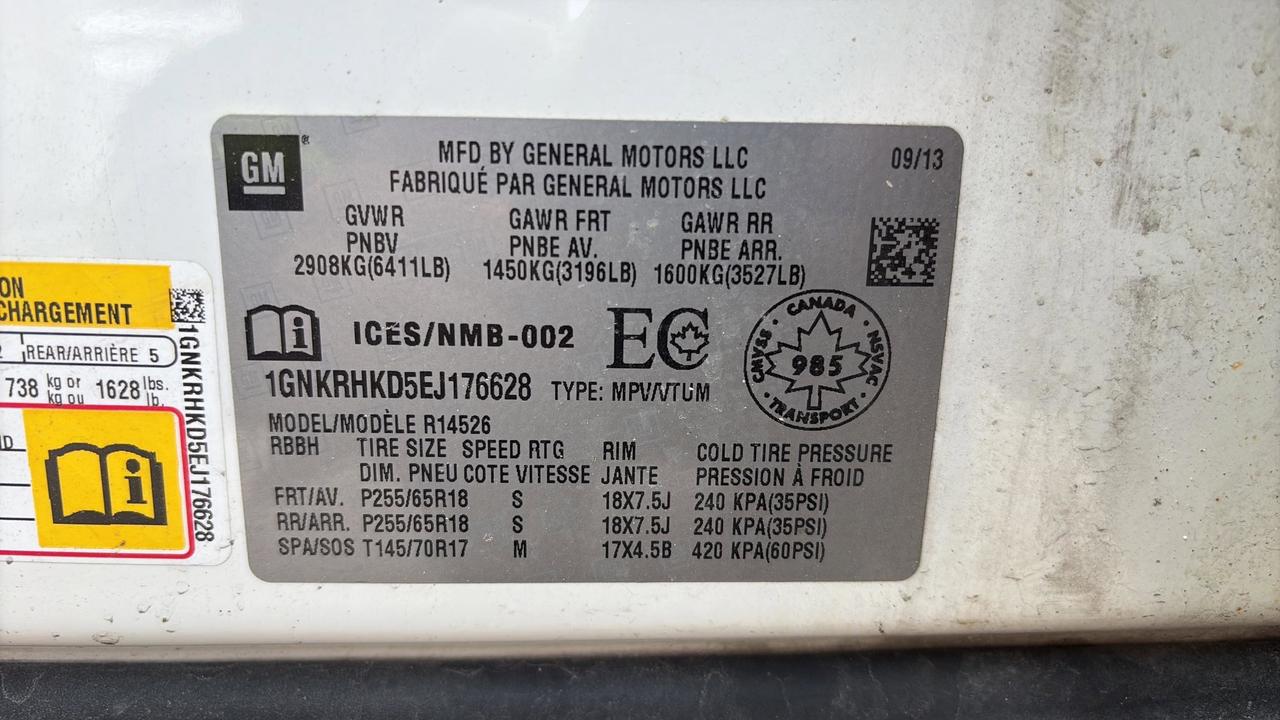 GM
MFD BY GENERAL MOTORS LLC
09/13
FABRIQUÉ PAR GENERAL MOTORS LLC
GVWR GAWR FRT GAWR RR
PNBV PNBE AV. PNBE ARR.
2908KG(6411LB) 1450KG(3196LB) 1600KG(3527LB)
ICES/NMB-002
EC
CANADA
CMVSS
985
NSVAC
TRANSPORT
1GNKRHKD5EJ176628 TYPE: MPV/VTUM
MODEL/MODÈLE R14526
RBBH TIRE SIZE SPEED RTG RIM COLD TIRE PRESSURE
DIM. PNEU COTE VITESSE JANTE PRESSION À FROID
FRT/AV. P255/65R18 S 18X7.5J 240 KPA(35PSI)
RR/ARR. P255/65R18 S 18X7.5J 240 KPA(35PSI)
SPA/SOS T145/70R17 M 17X4.5B 420 KPA(60PSI)
ON
CHARGEMENT
REAR/ARRIÈRE 5
738 kg or 1628 lbs.
kg ou lb.
1GNKRHKD5EJ176628